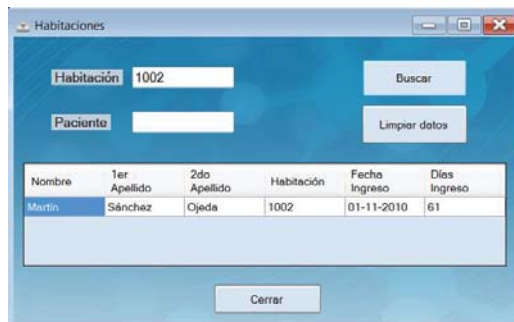 Habitaciones
Habitación 1002 Buscar
Paciente Limpiar datos
Nombre 1er Apellido 2do Apellido Habitación Fecha Ingreso Días Ingreso
Martín Sánchez Ojeda 1002 01-11-2010 61
Cerrar